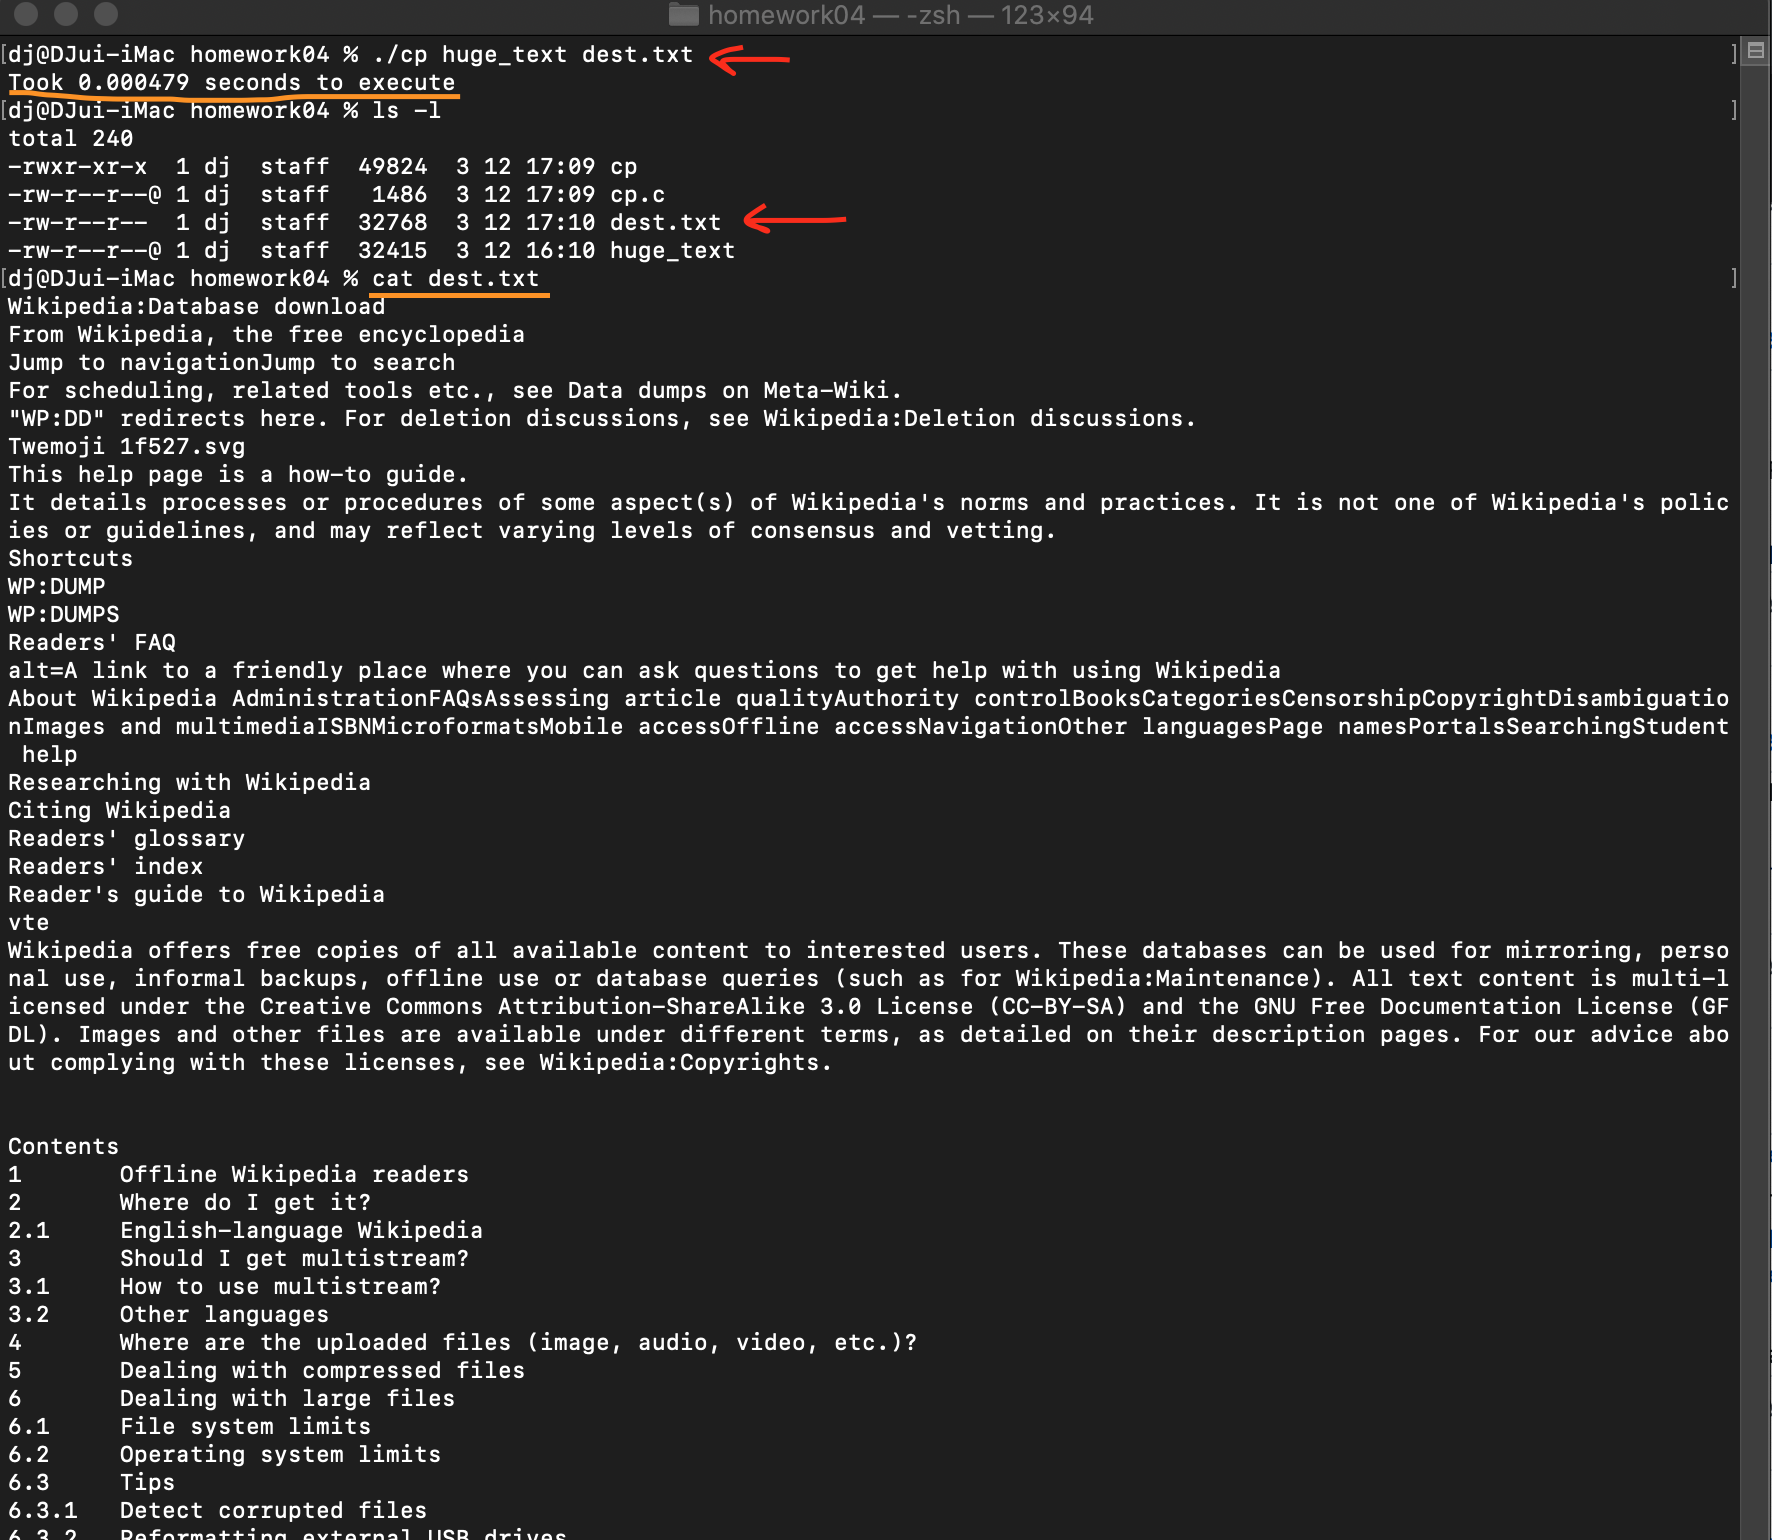 homework04 — -zsh — 123×94
[dj@DJui-iMac homework04 % ./cp huge_text dest.txt ]
Took 0.000479 seconds to execute
[dj@DJui-iMac homework04 % ls -l ]
total 240
-rwxr-xr-x  1 dj  staff  49824  3 12 17:09 cp
-rw-r--r--@ 1 dj  staff   1486  3 12 17:09 cp.c
-rw-r--r--  1 dj  staff  32768  3 12 17:10 dest.txt
-rw-r--r--@ 1 dj  staff  32415  3 12 16:10 huge_text
[dj@DJui-iMac homework04 % cat dest.txt ]
Wikipedia:Database download
From Wikipedia, the free encyclopedia
Jump to navigationJump to search
For scheduling, related tools etc., see Data dumps on Meta-Wiki.
"WP:DD" redirects here. For deletion discussions, see Wikipedia:Deletion discussions.
Twemoji 1f527.svg
This help page is a how-to guide.
It details processes or procedures of some aspect(s) of Wikipedia's norms and practices. It is not one of Wikipedia's polic
ies or guidelines, and may reflect varying levels of consensus and vetting.
Shortcuts
WP:DUMP
WP:DUMPS
Readers' FAQ
alt=A link to a friendly place where you can ask questions to get help with using Wikipedia
About Wikipedia AdministrationFAQsAssessing article qualityAuthority controlBooksCategoriesCensorshipCopyrightDisambiguatio
nImages and multimediaISBNMicroformatsMobile accessOffline accessNavigationOther languagesPage namesPortalsSearchingStudent
 help
Researching with Wikipedia
Citing Wikipedia
Readers' glossary
Readers' index
Reader's guide to Wikipedia
vte
Wikipedia offers free copies of all available content to interested users. These databases can be used for mirroring, perso
nal use, informal backups, offline use or database queries (such as for Wikipedia:Maintenance). All text content is multi-l
icensed under the Creative Commons Attribution-ShareAlike 3.0 License (CC-BY-SA) and the GNU Free Documentation License (GF
DL). Images and other files are available under different terms, as detailed on their description pages. For our advice abo
ut complying with these licenses, see Wikipedia:Copyrights.
Contents
1       Offline Wikipedia readers
2       Where do I get it?
2.1     English-language Wikipedia
3       Should I get multistream?
3.1     How to use multistream?
3.2     Other languages
4       Where are the uploaded files (image, audio, video, etc.)?
5       Dealing with compressed files
6       Dealing with large files
6.1     File system limits
6.2     Operating system limits
6.3     Tips
6.3.1   Detect corrupted files
6.3.2   Reformatting external USB drives